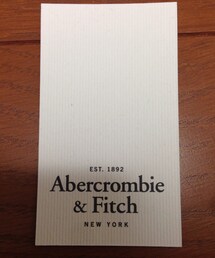 EST. 1892
Abercrombie
& Fitch
NEW YORK